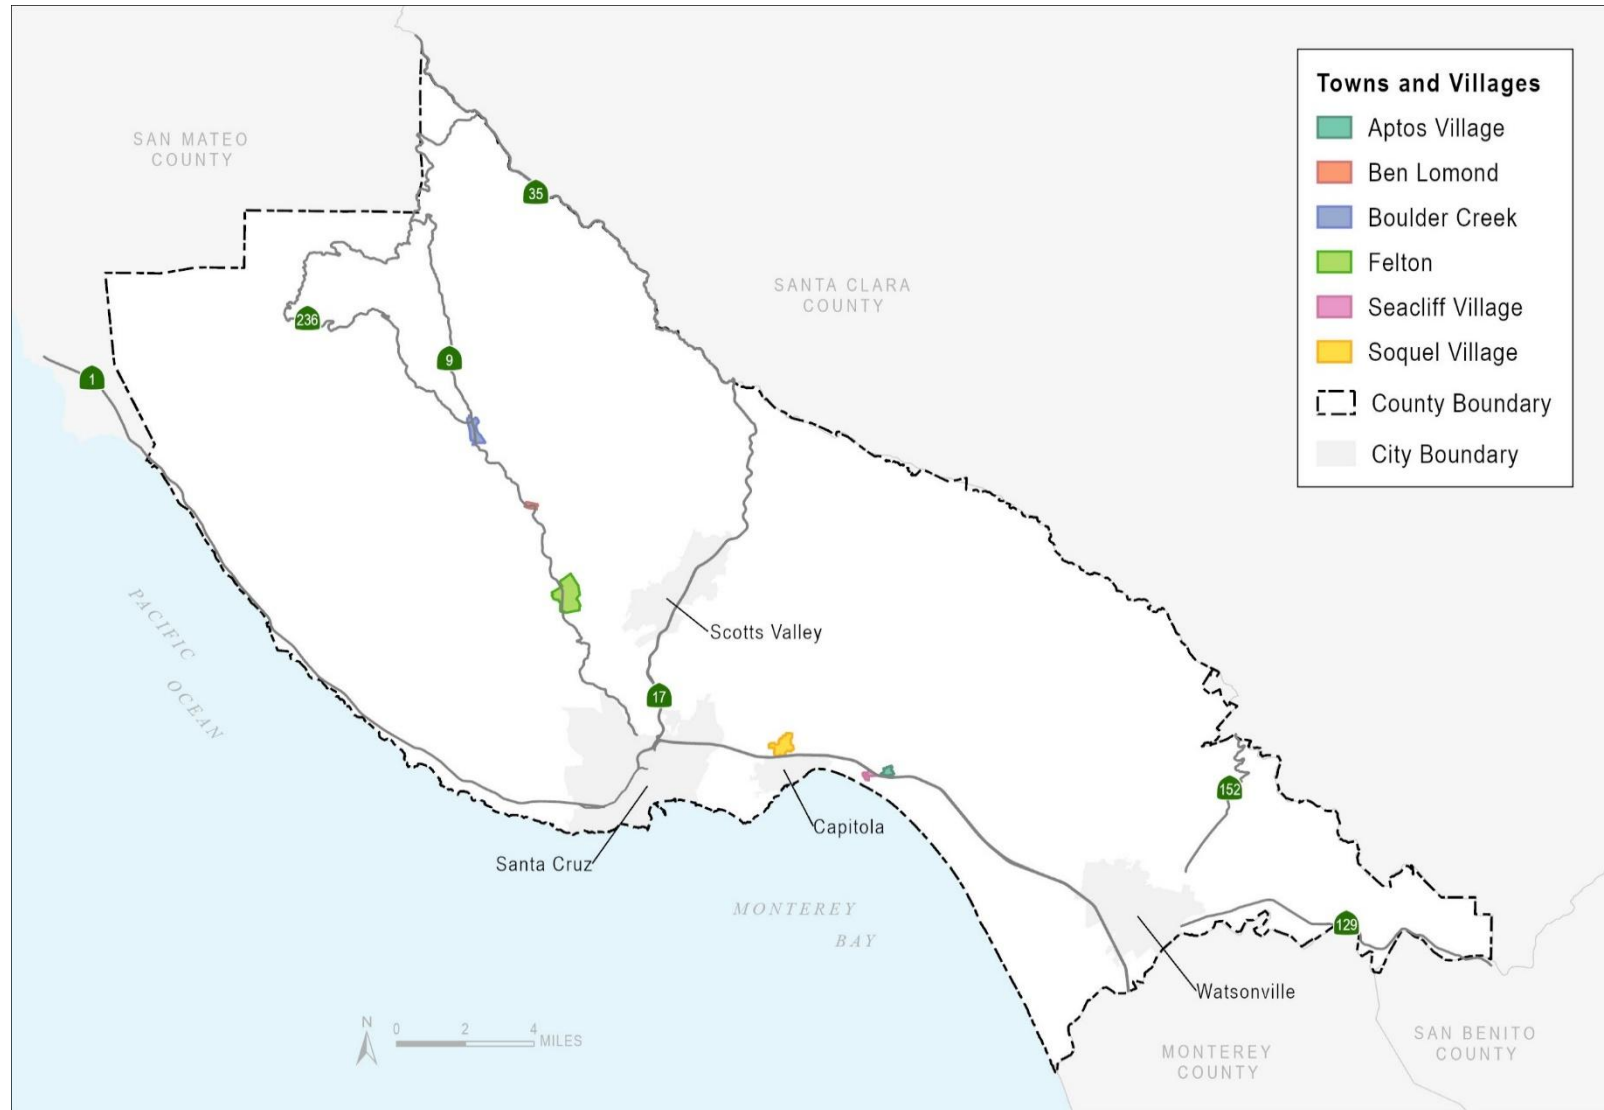 SAN MATEO
COUNTY
35
SANTA CLARA
COUNTY
236
9
1
PACIFIC
OCEAN
Scotts Valley
17
152
Capitola
Santa Cruz
MONTEREY
BAY
129
Watsonville
N
0 2 4
MILES
MONTEREY
COUNTY
SAN BENITO
COUNTY
Towns and Villages
Aptos Village
Ben Lomond
Boulder Creek
Felton
Seacliff Village
Soquel Village
County Boundary
City Boundary